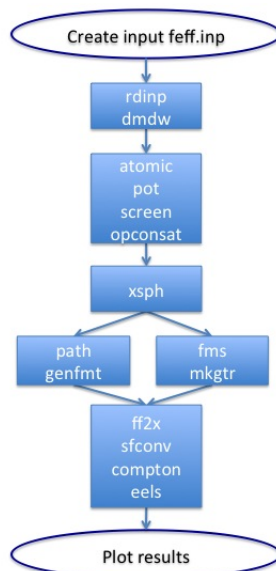 Create input feff.inp
rdinp
dmdw
atomic
pot
screen
opconsat
xsph
path
genfmt
fms
mkgtr
ff2x
sfconv
compton
eels
Plot results